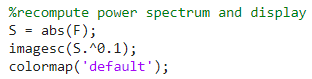 %recompute power spectrum and display
S = abs(F);
imagesc(S.^0.1);
colormap('default');